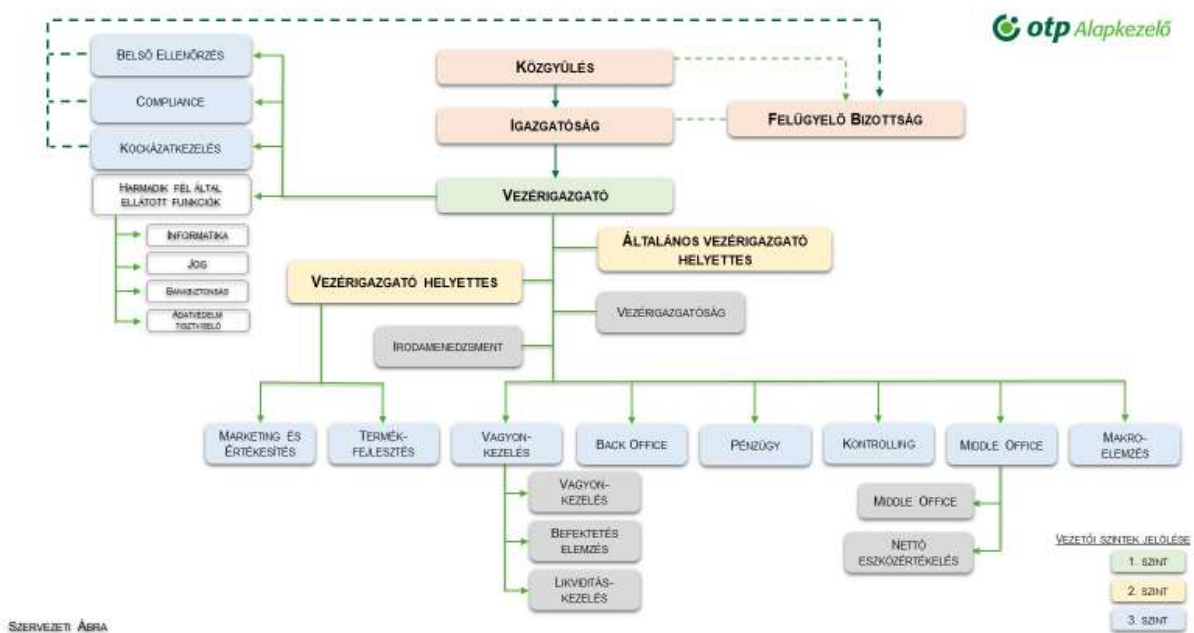 otp Alapkezelő
BELSŐ ELLENŐRZÉS
COMPLIANCE
KOCKÁZATKEZELÉS
HARMADIK FÉL ÁLTAL
ELLÁTOTT FUNKCIÓK
INFORMATIKA
JOG
BANKBIZTONSÁG
ADATVÉDELMI
TISZTVISELŐ
KÖZGYŰLÉS
IGAZGATÓSÁG
FELÜGYELŐ BIZOTTSÁG
VEZÉRIGAZGATÓ
ÁLTALÁNOS VEZÉRIGAZGATÓ
HELYETTES
VEZÉRIGAZGATÓ HELYETTES
VEZÉRIGAZGATÓSÁG
IRODAMENEDZSMENT
MARKETING ÉS
ÉRTÉKESÍTÉS
TERMÉK-
FEJLESZTÉS
VAGYON-
KEZELÉS
BACK OFFICE
PÉNZÜGY
KONTROLLING
MIDDLE OFFICE
MAKRO-
ELEMZÉS
VAGYON-
KEZELÉS
BEFEKTETÉS
ELEMZÉS
LIKVIDITÁS-
KEZELÉS
MIDDLE OFFICE
NETTÓ
ESZKÖZÉRTÉKELÉS
VEZETŐI SZINTEK JELÖLÉSE
1. SZINT
2. SZINT
3. SZINT
SZERVEZETI ÁBRA